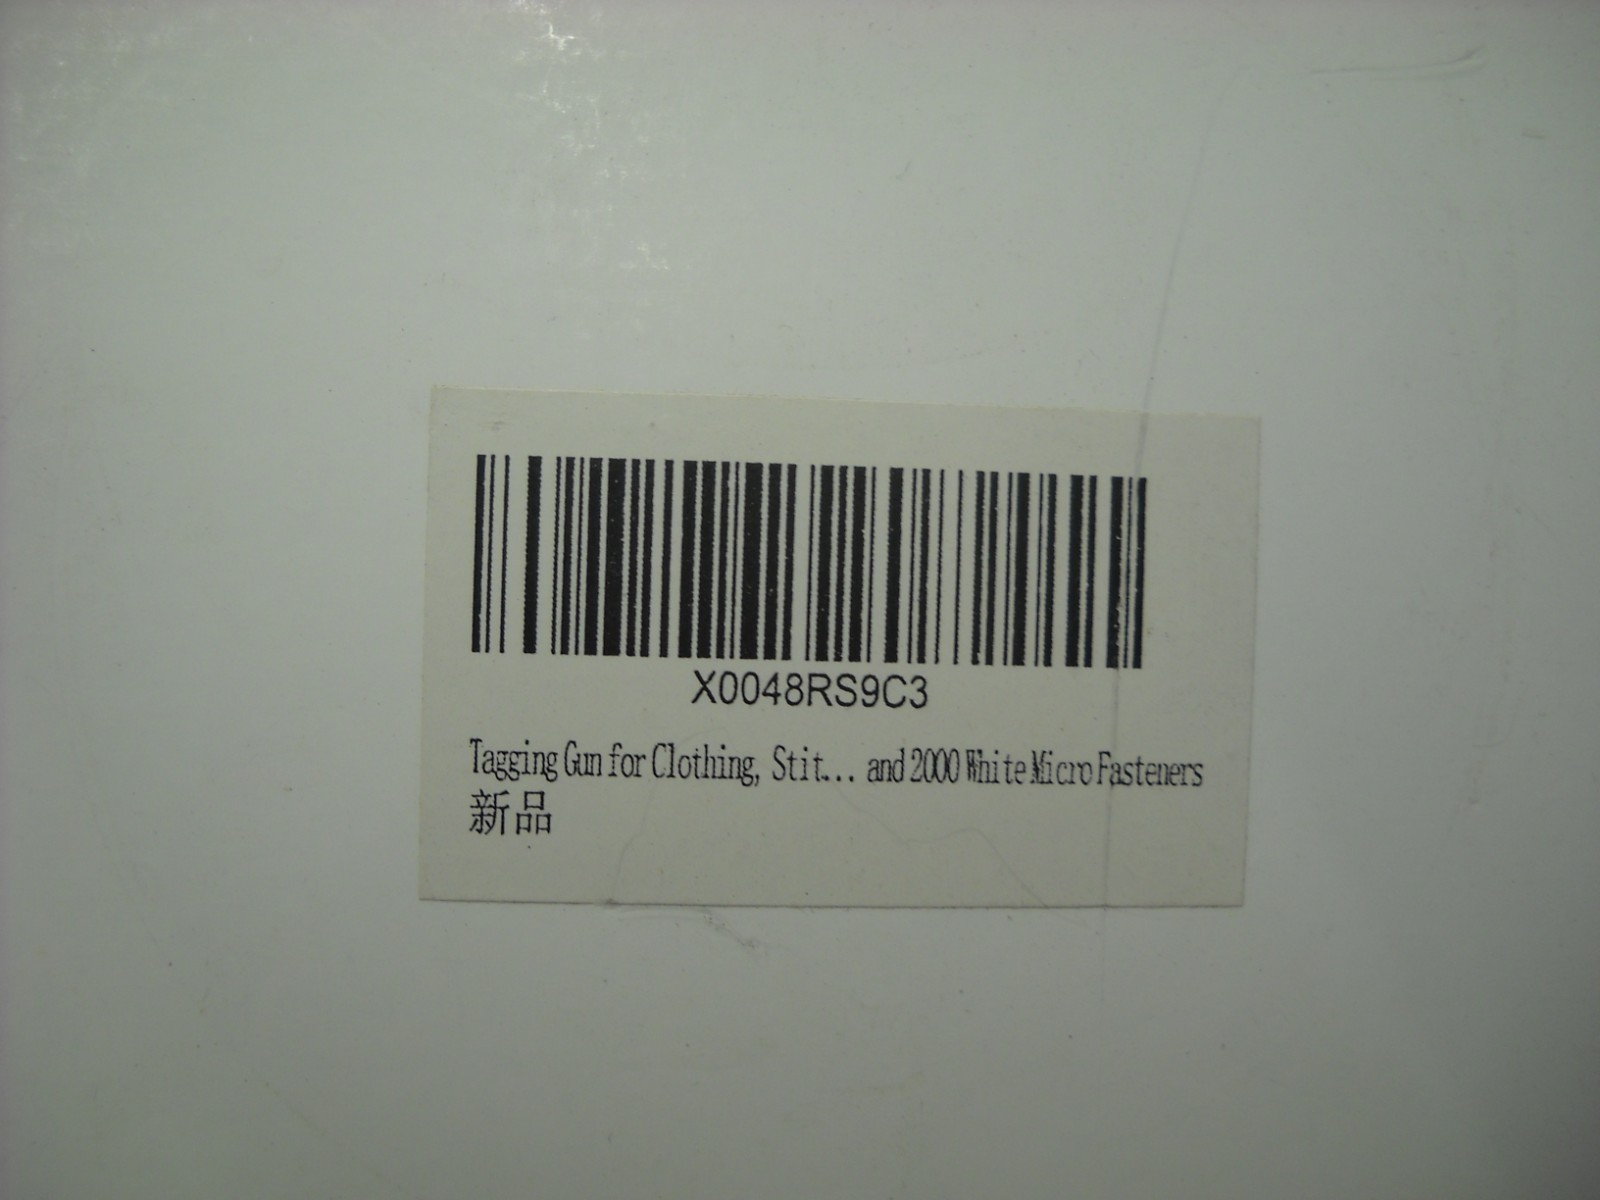 X0048RS9C3
Tagging Gun for Clothing, Stit... and 2000 White Micro Fasteners
新品